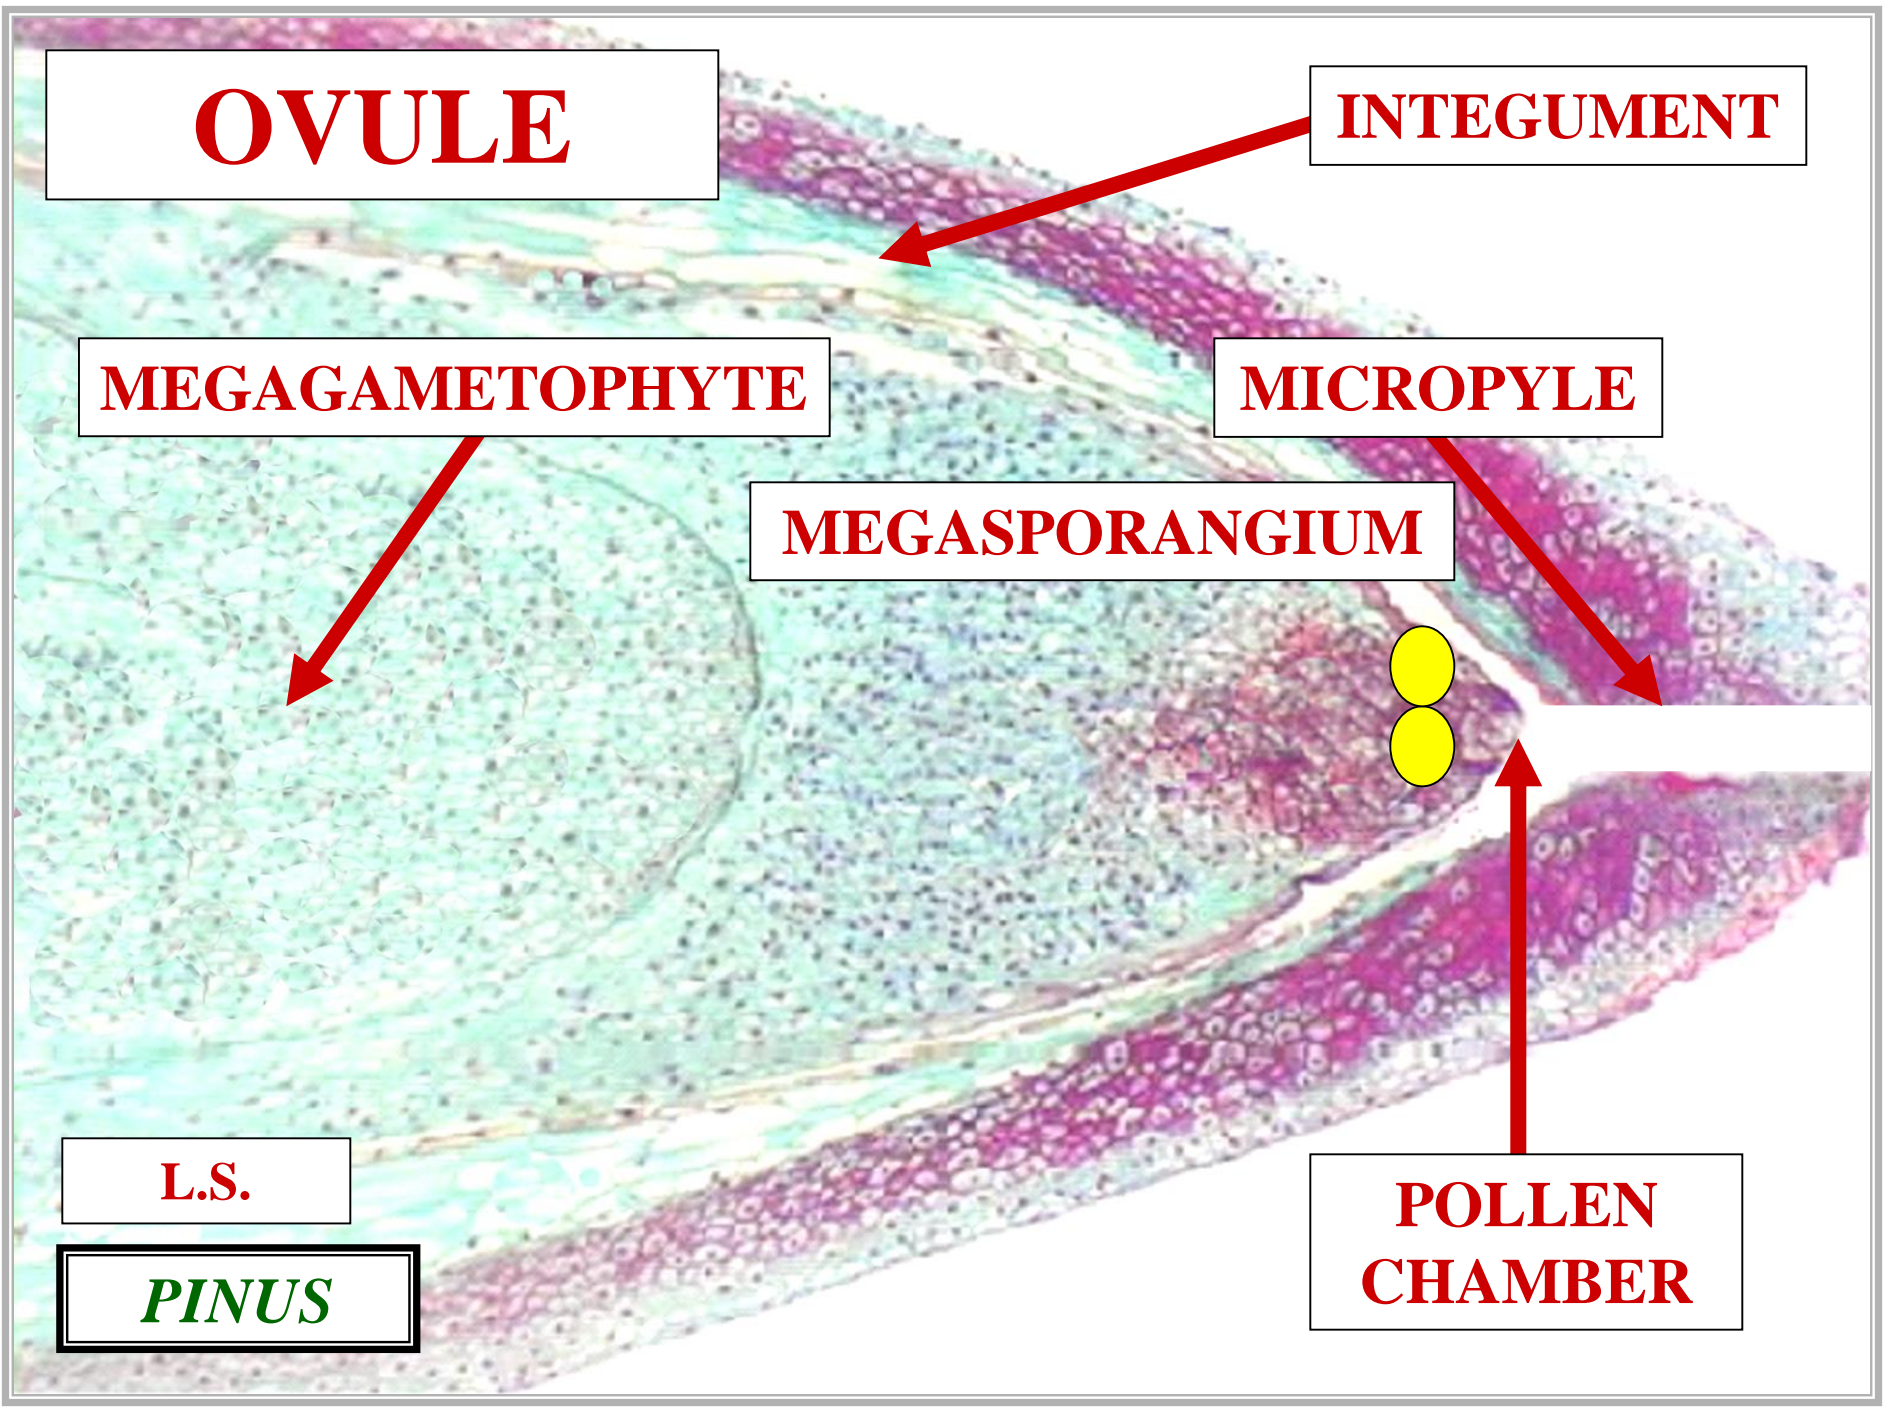 OVULE
INTEGUMENT
MEGAGAMETOPHYTE
MICROPYLE
MEGASPORANGIUM
L.S.
PINUS
POLLEN
CHAMBER